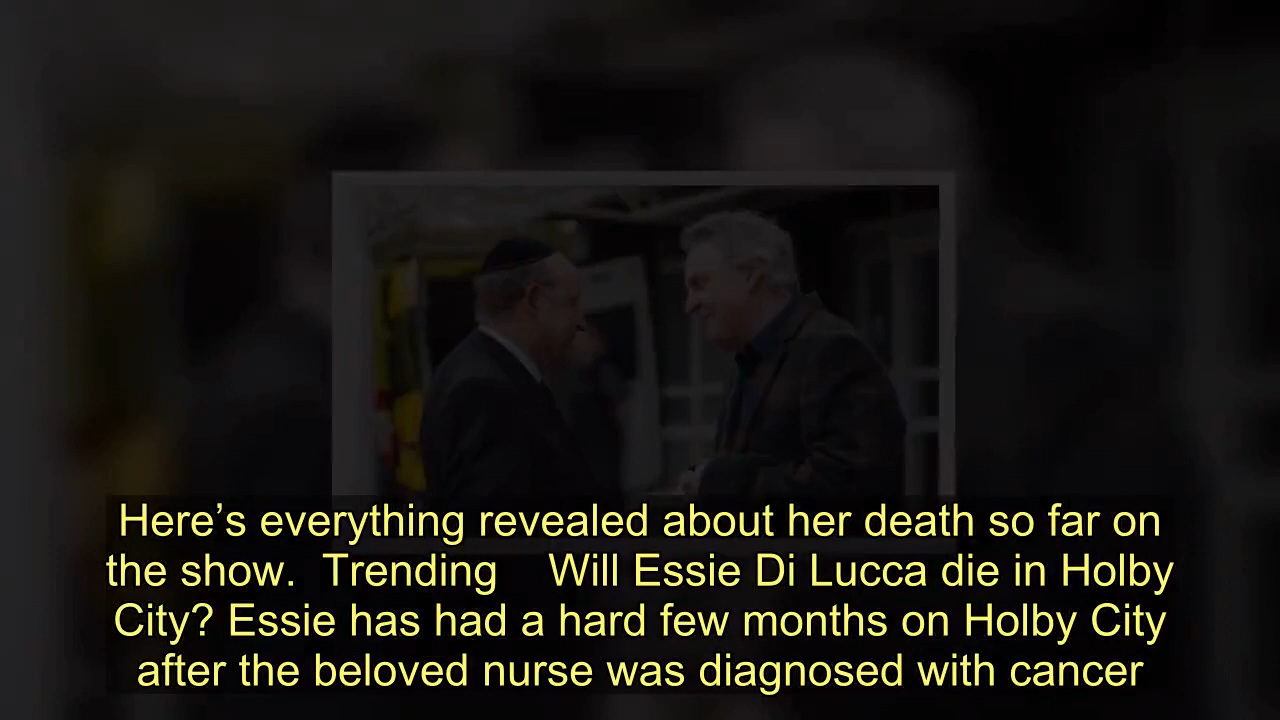 Here’s everything revealed about her death so far on
the show.  Trending    Will Essie Di Lucca die in Holby
City? Essie has had a hard few months on Holby City
after the beloved nurse was diagnosed with cancer